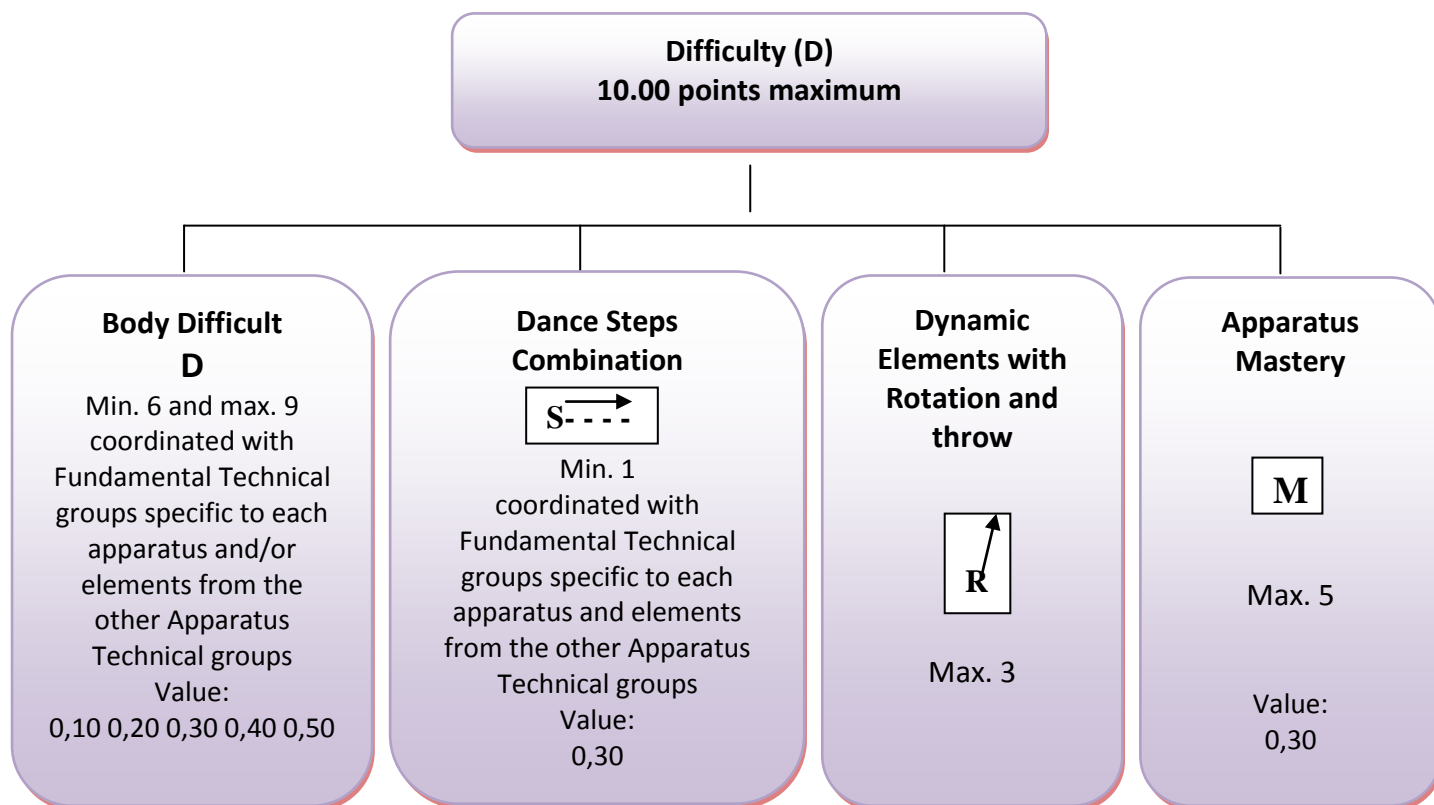 Difficulty (D)
10.00 points maximum
Body Difficult
D
Min. 6 and max. 9
coordinated with
Fundamental Technical
groups specific to each
apparatus and/or
elements from the
other Apparatus
Technical groups
Value:
0,10 0,20 0,30 0,40 0,50
Dance Steps
Combination
S- - - -
Min. 1
coordinated with
Fundamental Technical
groups specific to each
apparatus and elements
from the other Apparatus
Technical groups
Value:
0,30
Dynamic
Elements with
Rotation and
throw
R
Max. 3
Apparatus
Mastery
M
Max. 5
Value:
0,30